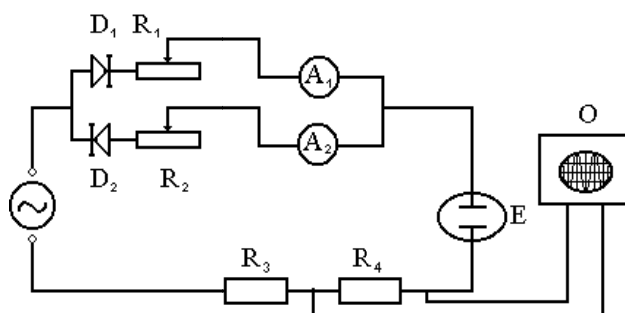 D₁ R₁
A₁
O
A₂
D₂ R₂
E
R₃ R₄